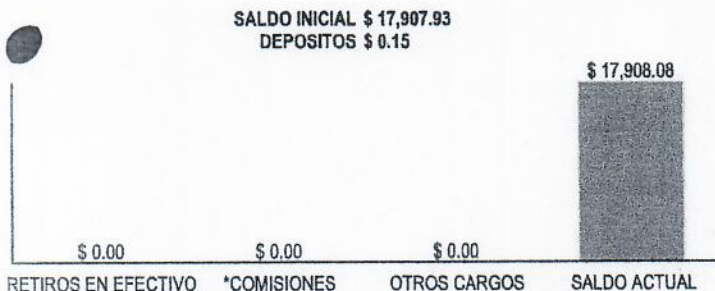 SALDO INICIAL $ 17,907.93
DEPOSITOS $ 0.15
$ 17,908.08
$ 0.00 $ 0.00 $ 0.00
RETIROS EN EFECTIVO *COMISIONES OTROS CARGOS SALDO ACTUAL